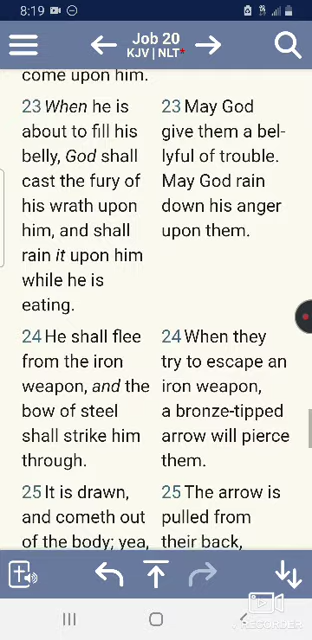 8:19
Job 20
KJV | NLT*
come upon him.
23 When he is
about to fill his
belly, God shall
cast the fury of
his wrath upon
him, and shall
rain it upon him
while he is
eating.
23 May God
give them a bel-
lyful of trouble.
May God rain
down his anger
upon them.
24 He shall flee
from the iron
weapon, and the
bow of steel
shall strike him
through.
24 When they
try to escape an
iron weapon,
a bronze-tipped
arrow will pierce
them.
25 It is drawn,
and cometh out
of the body; yea,
25 The arrow is
pulled from
their back,
RECORDER